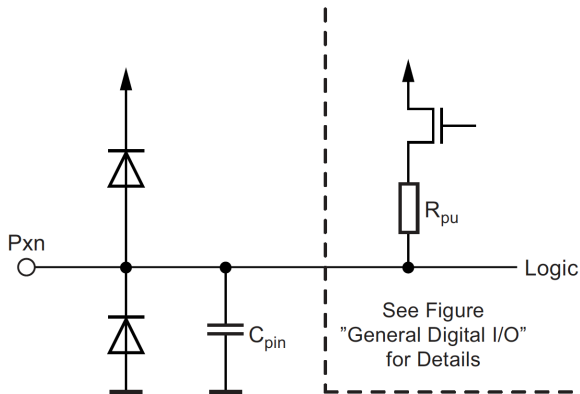 Pxn
Rpu
Logic
Cpin
See Figure
"General Digital I/O"
for Details